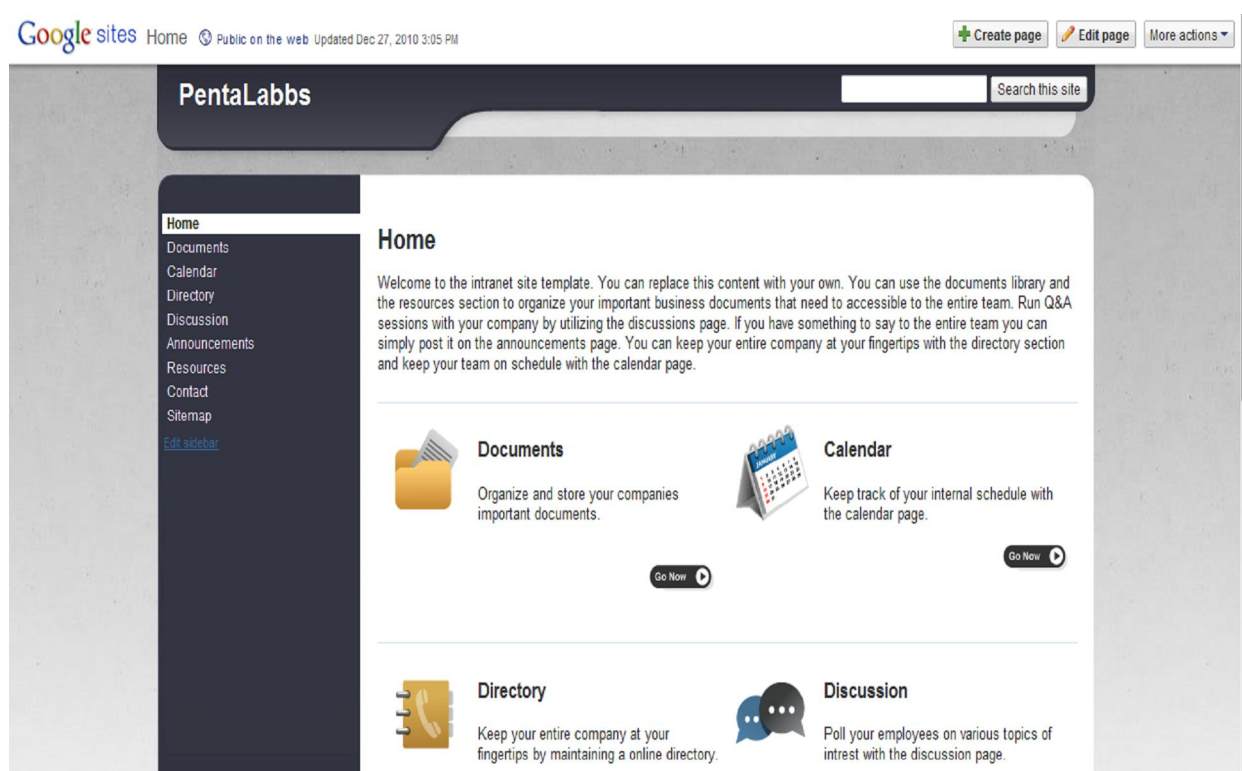 Google sites Home Public on the web Updated Dec 27, 2010 3:05 PM
Create page Edit page More actions
PentaLabbs
Search this site
Home
Documents
Calendar
Directory
Discussion
Announcements
Resources
Contact
Sitemap
Edit sidebar
Home
Welcome to the intranet site template. You can replace this content with your own. You can use the documents library and
the resources section to organize your important business documents that need to accessible to the entire team. Run Q&A
sessions with your company by utilizing the discussions page. If you have something to say to the entire team you can
simply post it on the announcements page. You can keep your entire company at your fingertips with the directory section
and keep your team on schedule with the calendar page.
Documents
Organize and store your companies
important documents.
Go Now
JANUARY
Calendar
Keep track of your internal schedule with
the calendar page.
Go Now
Directory
Keep your entire company at your
fingertips by maintaining a online directory.
Discussion
Poll your employees on various topics of
intrest with the discussion page.